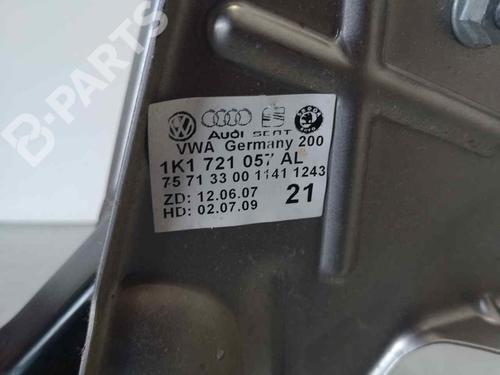 B-PARTS
Audi SEAT
VWA Germany 200
1K1 721 057 AL
75 71 33 00 1141 1243
ZD: 12.06.07
HD: 02.07.09
21